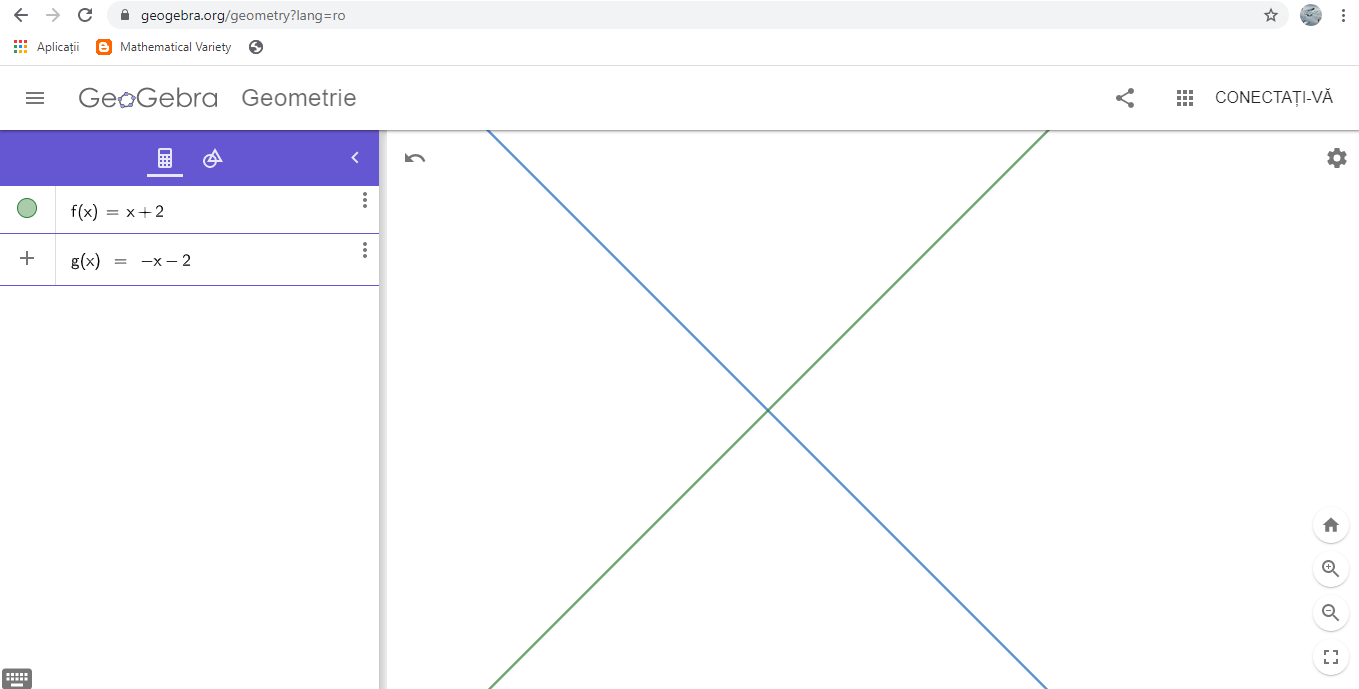 geogebra.org/geometry?lang=ro
Aplicații
Mathematical Variety
GeoGebra Geometrie
CONECTAȚI-VĂ
f(x) = x + 2
g(x) = −x − 2